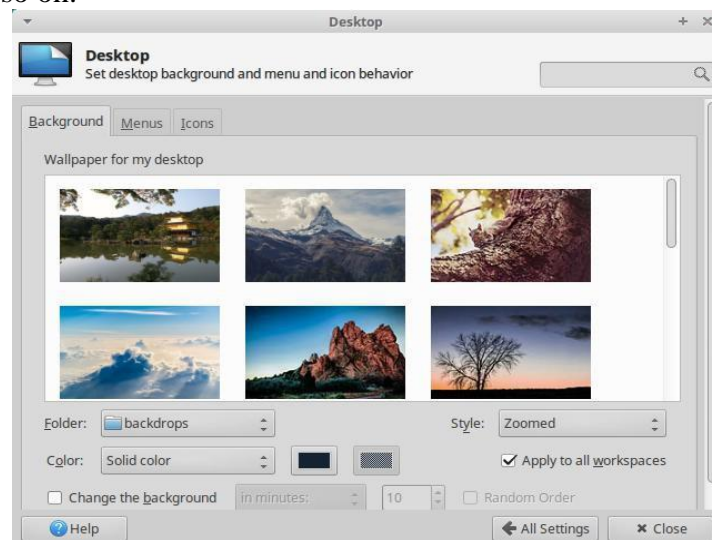 so on.
Desktop
Desktop
Set desktop background and menu and icon behavior
Background Menus Icons
Wallpaper for my desktop
Folder: backdrops Style: Zoomed
Color: Solid color Apply to all workspaces
Change the background in minutes: 10 Random Order
Help All Settings Close